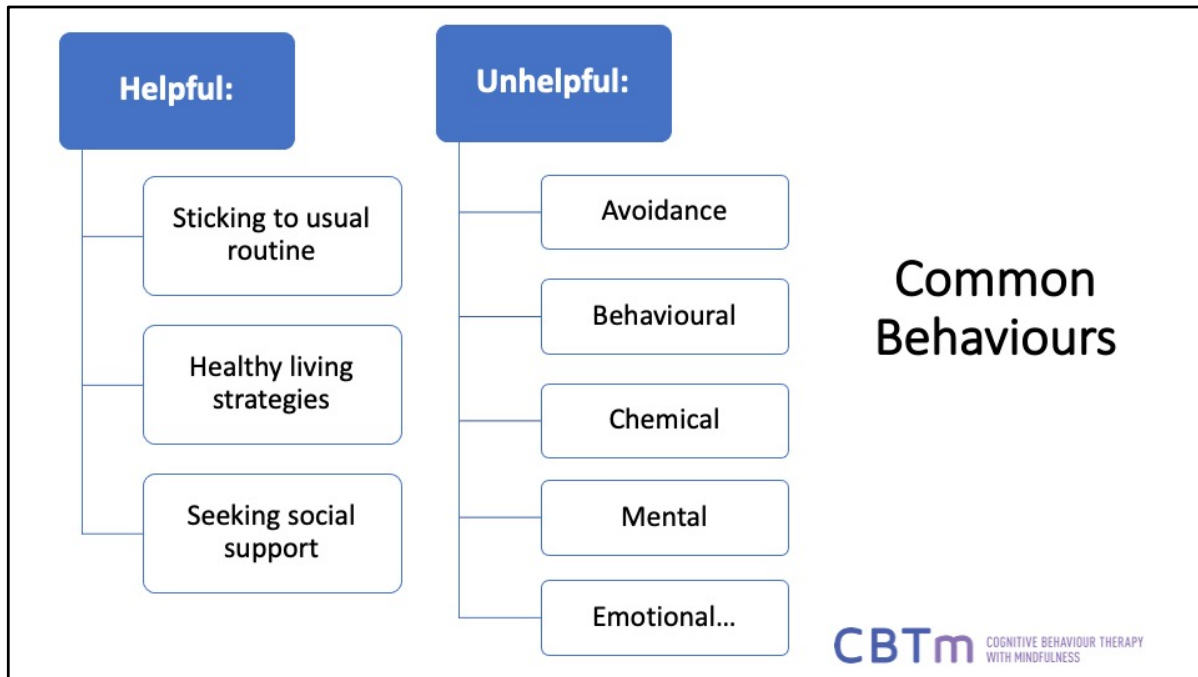 Helpful:
Sticking to usual
routine
Healthy living
strategies
Seeking social
support
Unhelpful:
Avoidance
Behavioural
Chemical
Mental
Emotional...
Common
Behaviours
CBTm
COGNITIVE BEHAVIOUR THERAPY
WITH MINDFULNESS